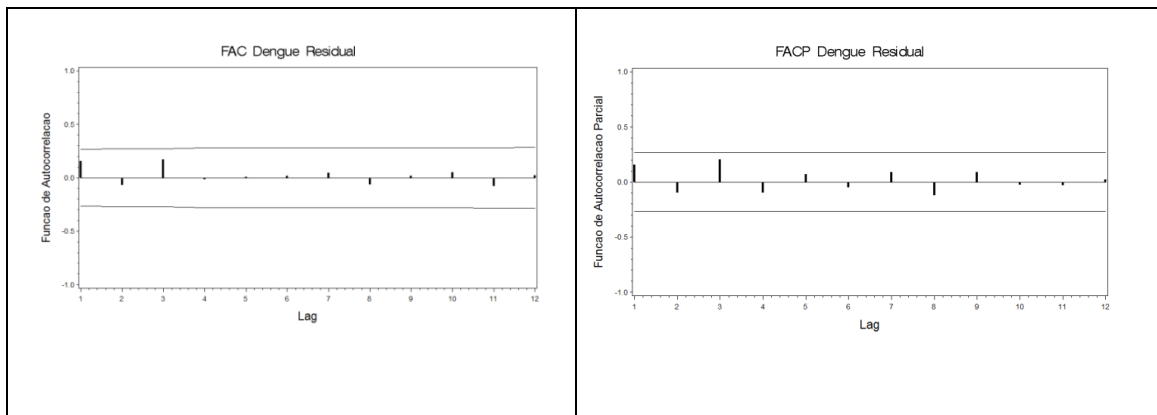 FAC Dengue Residual
Funcao de Autocorrelacao
1.0
0.5
0.0
-0.5
-1.0
1 2 3 4 5 6 7 8 9 10 11 12
Lag
FACP Dengue Residual
Funcao de Autocorrelacao Parcial
1.0
0.5
0.0
-0.5
-1.0
1 2 3 4 5 6 7 8 9 10 11 12
Lag